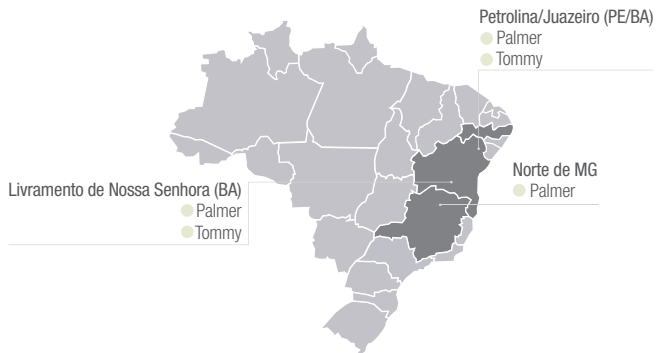 Petrolina/Juazeiro (PE/BA)
Palmer
Tommy
Norte de MG
Palmer
Livramento de Nossa Senhora (BA)
Palmer
Tommy